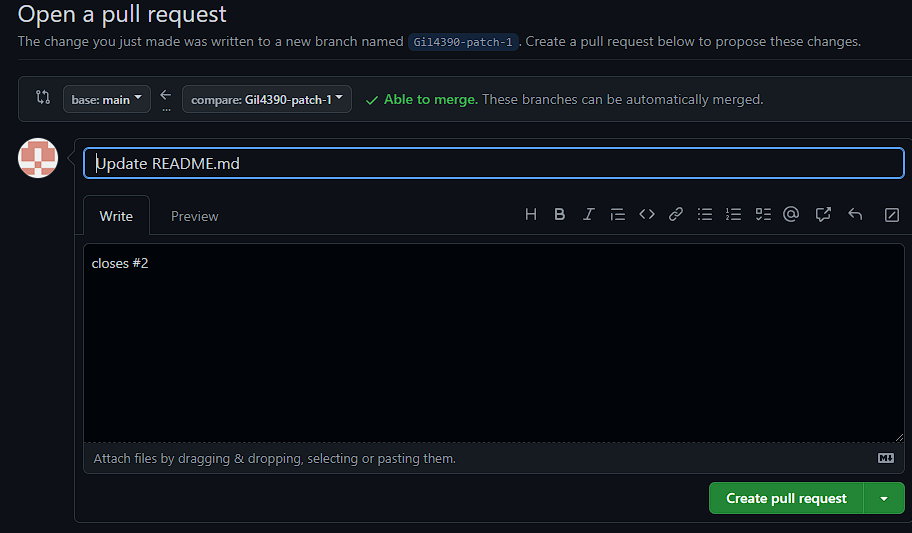 Open a pull request
The change you just made was written to a new branch named Gil4390-patch-1. Create a pull request below to propose these changes.
base: main
...
compare: Gil4390-patch-1
Able to merge. These branches can be automatically merged.
Update README.md
Write Preview
closes #2
Attach files by dragging & dropping, selecting or pasting them.
Create pull request